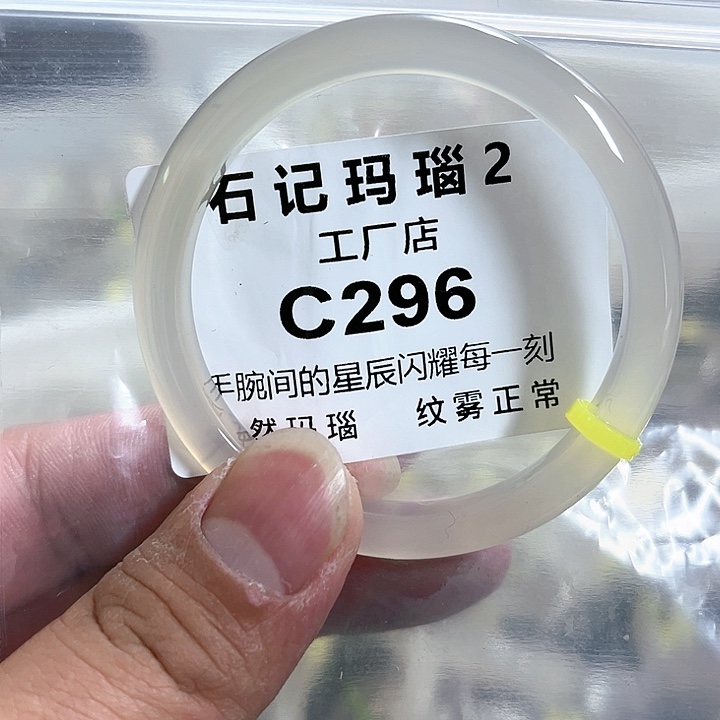 石记玛瑙2
工厂店
C296
手腕间的星辰闪耀每一刻
然玛瑙 纹雾正常